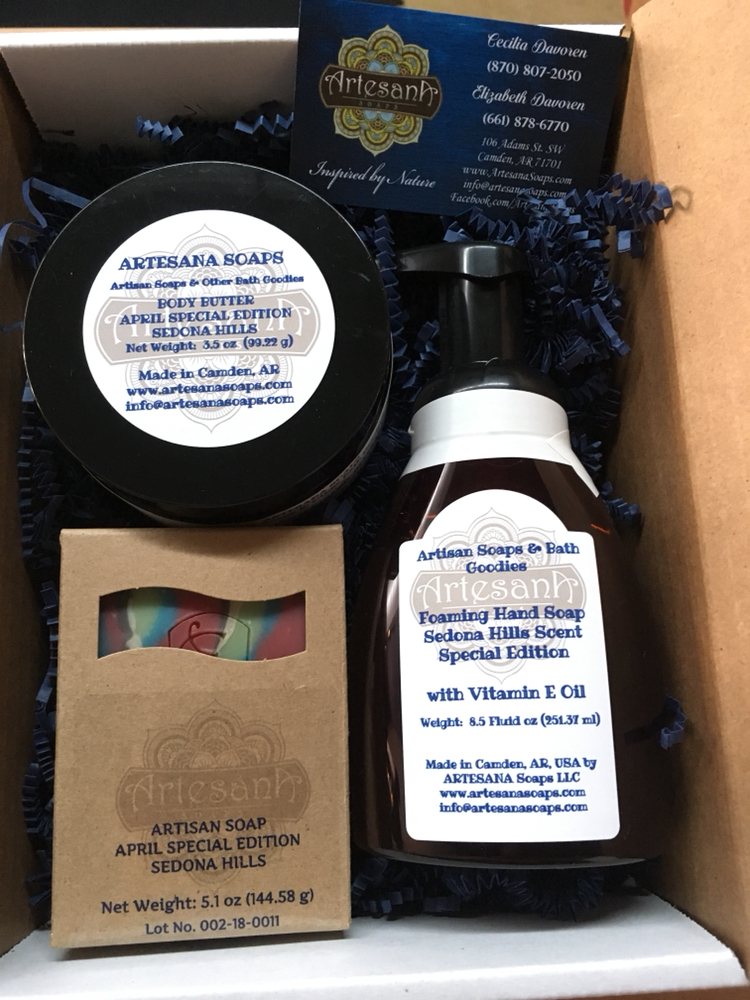 Artesana
SOAPS
Inspired by Nature
Cecilia Davoren
(870) 807-2050
Elizabeth Davoren
(661) 878-6770
106 Adams St. SW
Camden, AR 71701
www.ArtesanaSoaps.com
info@artesanasoaps.com
Facebook.com/
ARTESANA SOAPS
Artisan Soaps & Other Bath Goodies
BODY BUTTER
Artesana
APRIL SPECIAL EDITION
SEDONA HILLS
Net Weight: 3.5 oz (99.22 g)
Made in Camden, AR
www.artesanasoaps.com
info@artesanasoaps.com
Artisan Soaps & Bath
Goodies
Artesana
Foaming Hand Soap
Sedona Hills Scent
Special Edition
with Vitamin E Oil
Weight: 8.5 Fluid oz (251.37 ml)
Made in Camden, AR, USA by
ARTESANA Soaps LLC
www.artesanasoaps.com
info@artesanasoaps.com
&
Artesana
ARTISAN SOAP
APRIL SPECIAL EDITION
SEDONA HILLS
Net Weight: 5.1 oz (144.58 g)
Lot No. 002-18-0011